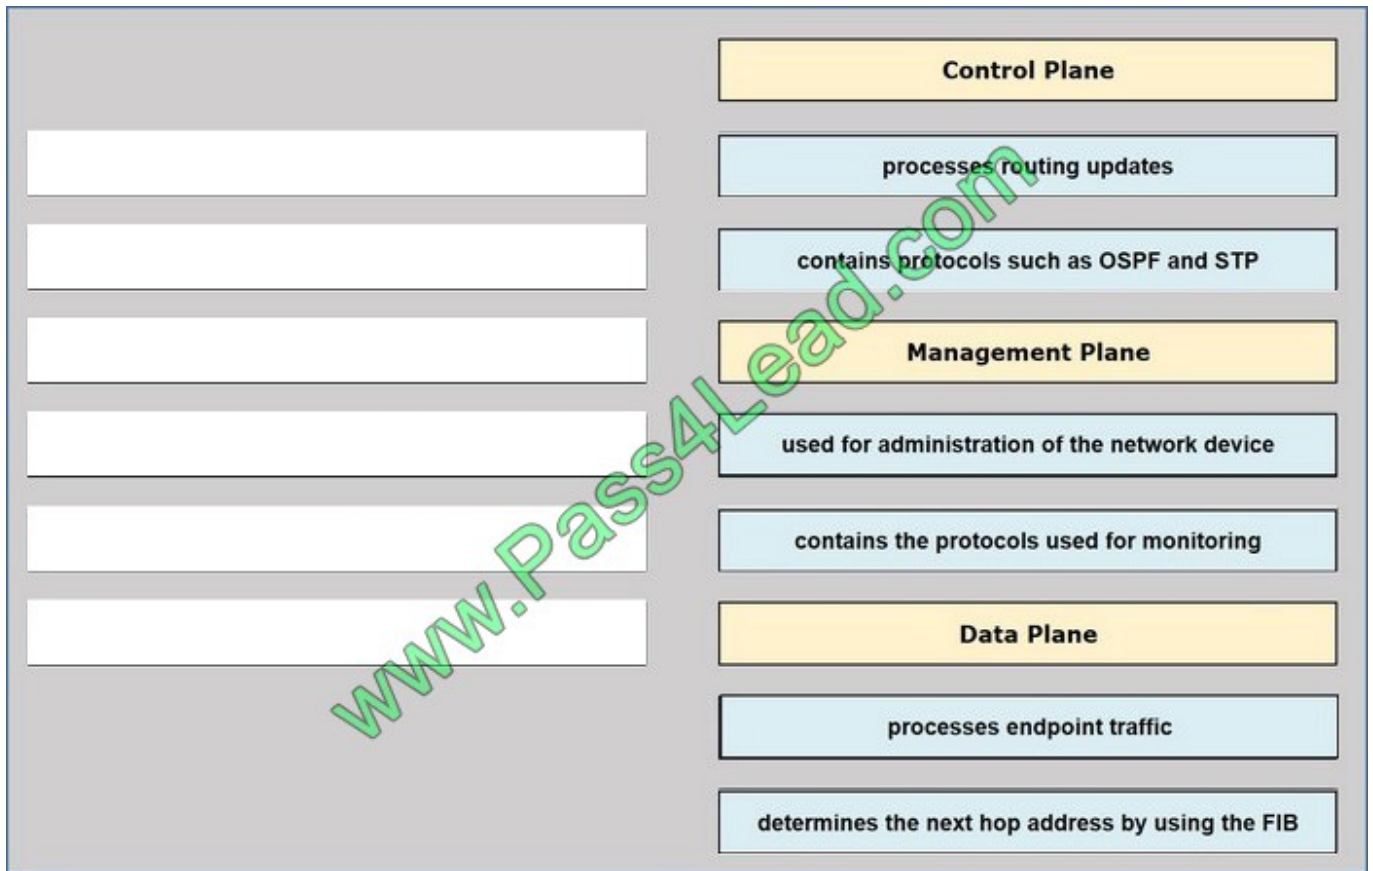 Control Plane
processes routing updates
contains protocols such as OSPF and STP
Management Plane
used for administration of the network device
contains the protocols used for monitoring
Data Plane
processes endpoint traffic
determines the next hop address by using the FIB
www.Pass4Lead.com